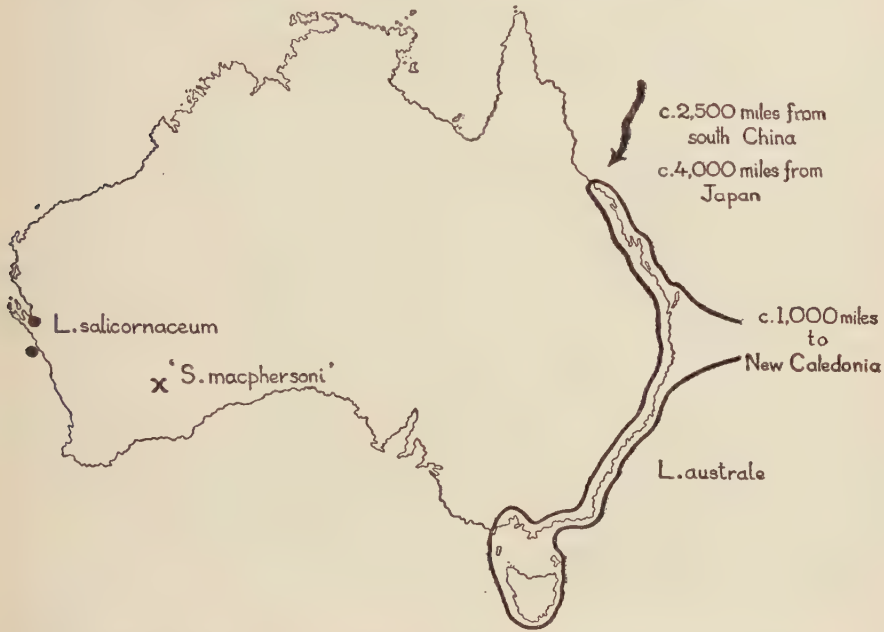 c.2,500 miles from
south China
c.4,000 miles from
Japan
c.1,000 miles
to
New Caledonia
L. salicornaceum
x 'S. macphersoni'
L. australe